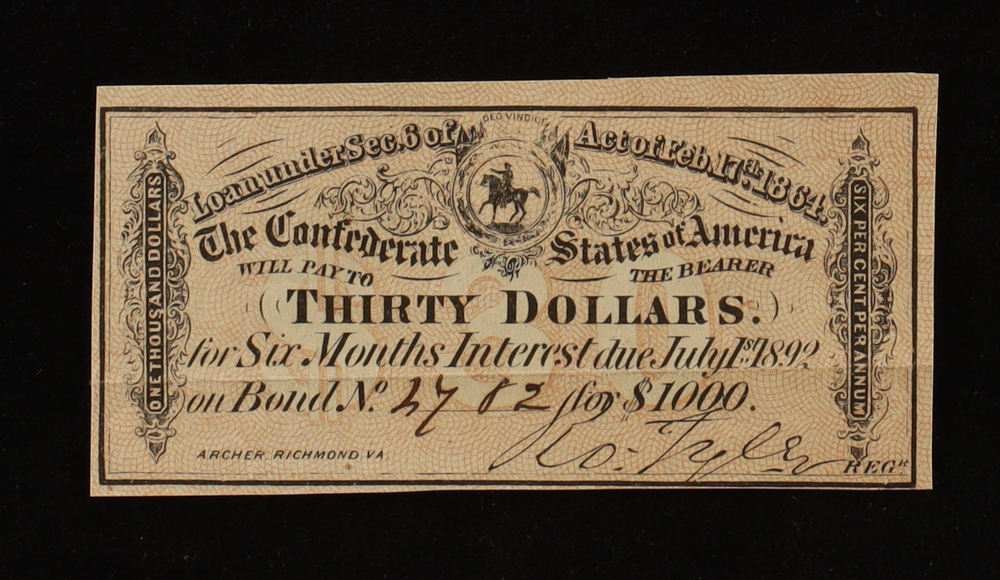 DEO VINDICE
Loan under Sec. 6 of Act of Feb. 17th 1864.
The Confederate States of America
WILL PAY TO THE BEARER
THIRTY DOLLARS.
for Six Months Interest due July 1st 1892
on Bond No. 2782 for $1000.
Ro: Tyler
REGR
ARCHER RICHMOND, VA
ONE THOUSAND DOLLARS
SIX PER CENT PER ANNUM